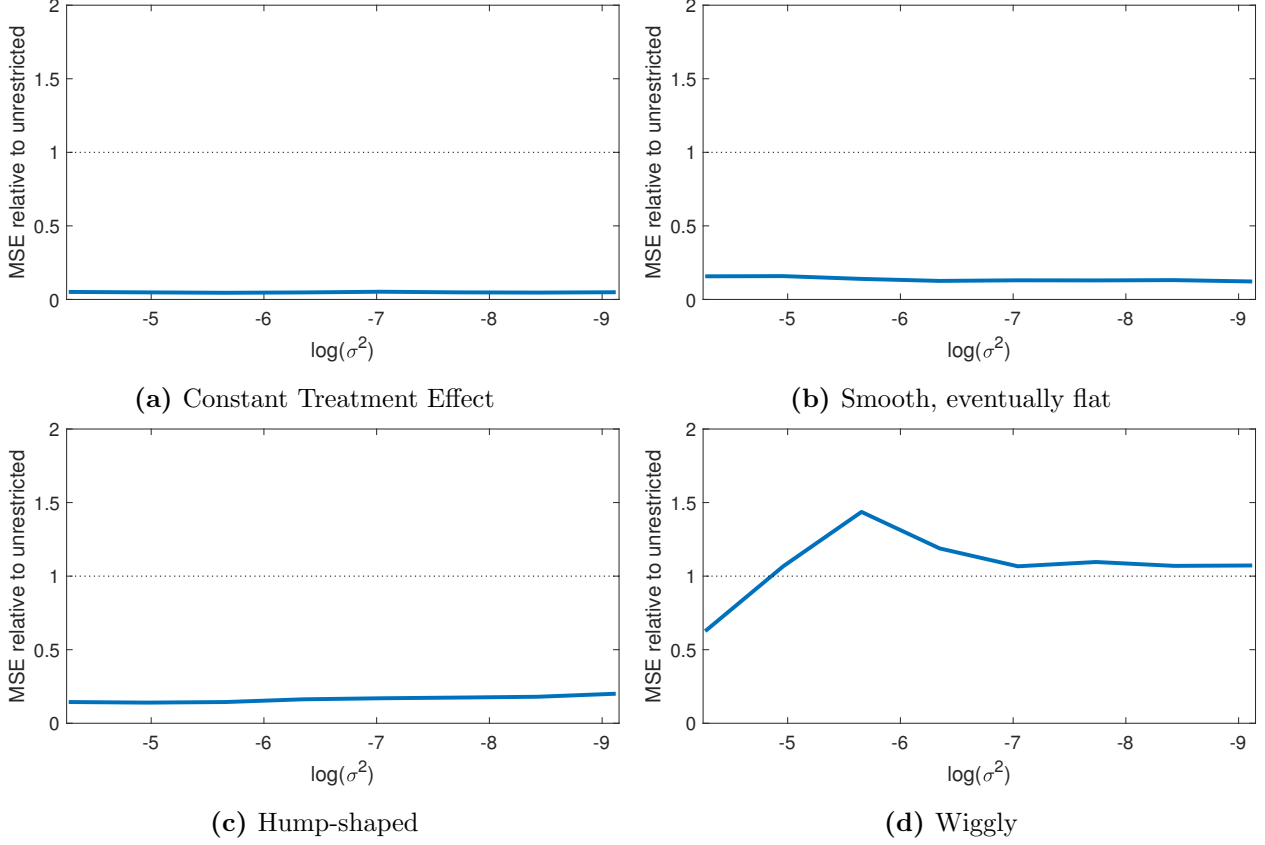 MSE relative to unrestricted
2
1.5
1
0.5
0
-5 -6 -7 -8 -9
log(σ²)
(a) Constant Treatment Effect
MSE relative to unrestricted
2
1.5
1
0.5
0
-5 -6 -7 -8 -9
log(σ²)
(b) Smooth, eventually flat
MSE relative to unrestricted
2
1.5
1
0.5
0
-5 -6 -7 -8 -9
log(σ²)
(c) Hump-shaped
MSE relative to unrestricted
2
1.5
1
0.5
0
-5 -6 -7 -8 -9
log(σ²)
(d) Wiggly